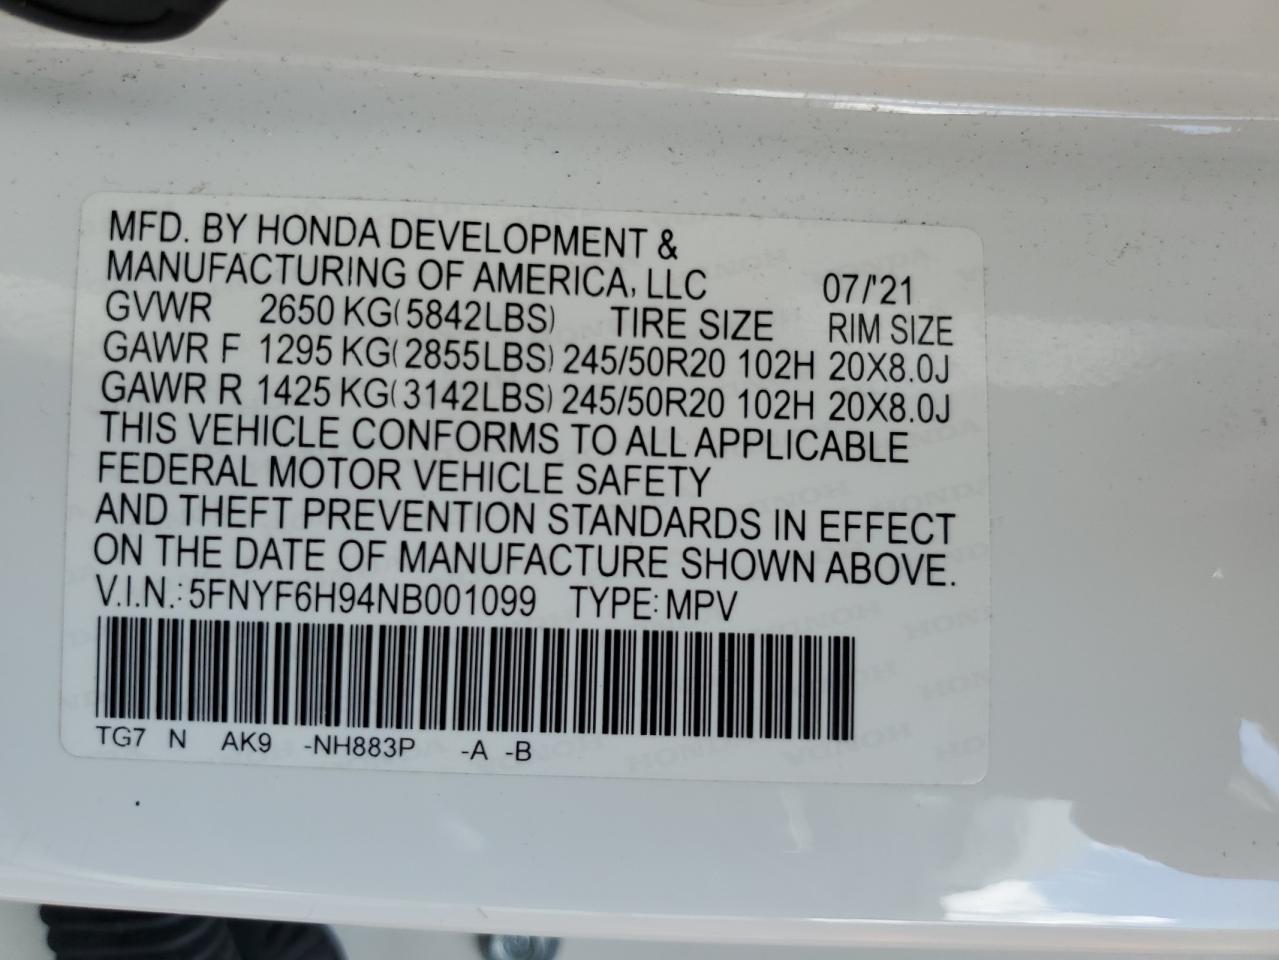 MFD. BY HONDA DEVELOPMENT &
MANUFACTURING OF AMERICA, LLC 07/'21
GVWR 2650 KG(5842LBS) TIRE SIZE RIM SIZE
GAWR F 1295 KG(2855LBS) 245/50R20 102H 20X8.0J
GAWR R 1425 KG(3142LBS) 245/50R20 102H 20X8.0J
THIS VEHICLE CONFORMS TO ALL APPLICABLE
FEDERAL MOTOR VEHICLE SAFETY
AND THEFT PREVENTION STANDARDS IN EFFECT
ON THE DATE OF MANUFACTURE SHOWN ABOVE.
V.I.N.: 5FNYF6H94NB001099 TYPE: MPV
TG7 N AK9 -NH883P -A -B